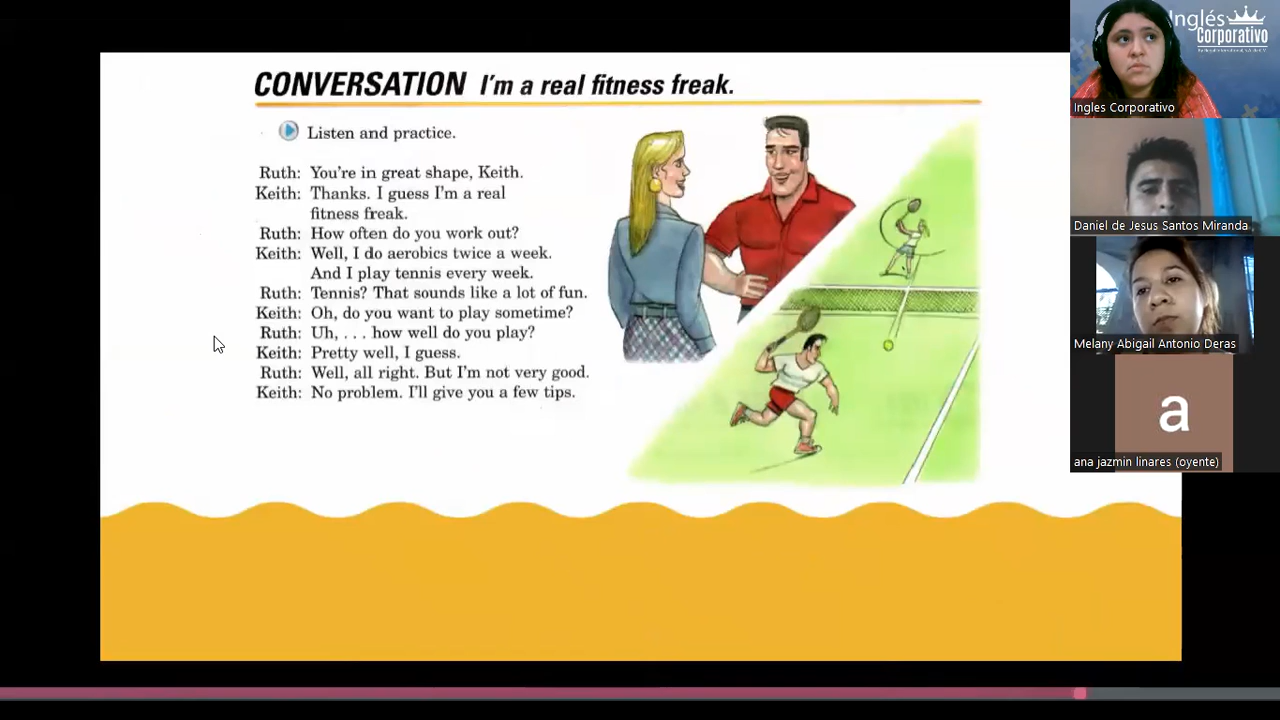 CONVERSATION I'm a real fitness freak.
Listen and practice.
Ruth: You're in great shape, Keith.
Keith: Thanks. I guess I'm a real
fitness freak.
Ruth: How often do you work out?
Keith: Well, I do aerobics twice a week.
And I play tennis every week.
Ruth: Tennis? That sounds like a lot of fun.
Keith: Oh, do you want to play sometime?
Ruth: Uh, . . . how well do you play?
Keith: Pretty well, I guess.
Ruth: Well, all right. But I'm not very good.
Keith: No problem. I'll give you a few tips.
Inglés
Corporativo
Ingles Corporativo
Daniel de Jesus Santos Miranda
Melany Abigail Antonio Deras
a
ana jazmin linares (oyente)